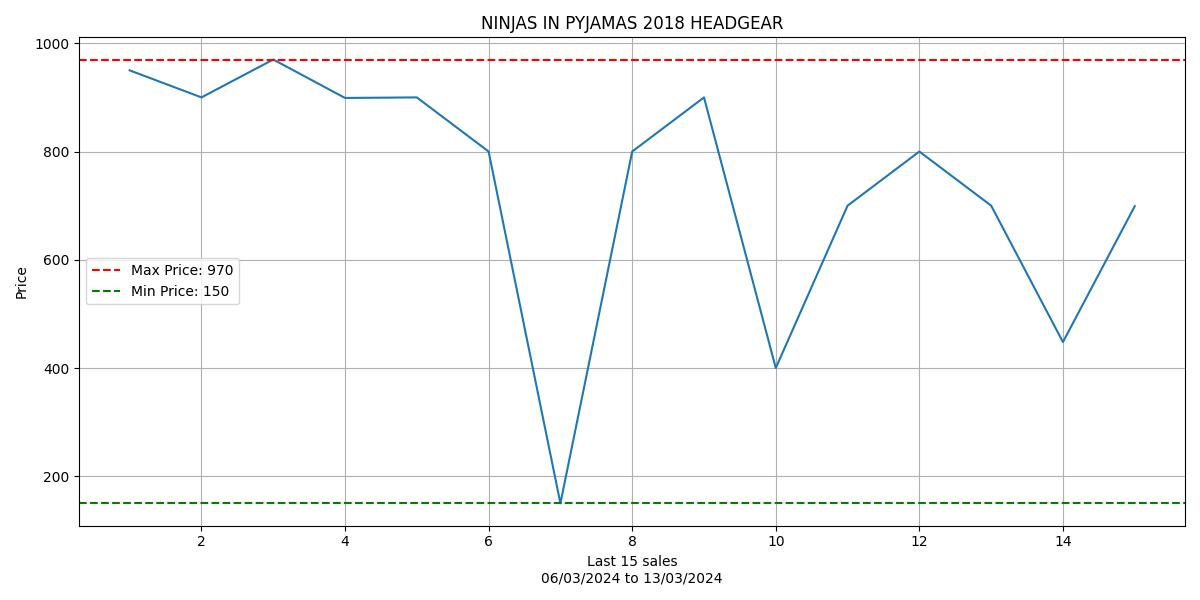 NINJAS IN PYJAMAS 2018 HEADGEAR
1000
800
600
400
200
Price
Max Price: 970
Min Price: 150
2 4 6 8 10 12 14
Last 15 sales
06/03/2024 to 13/03/2024